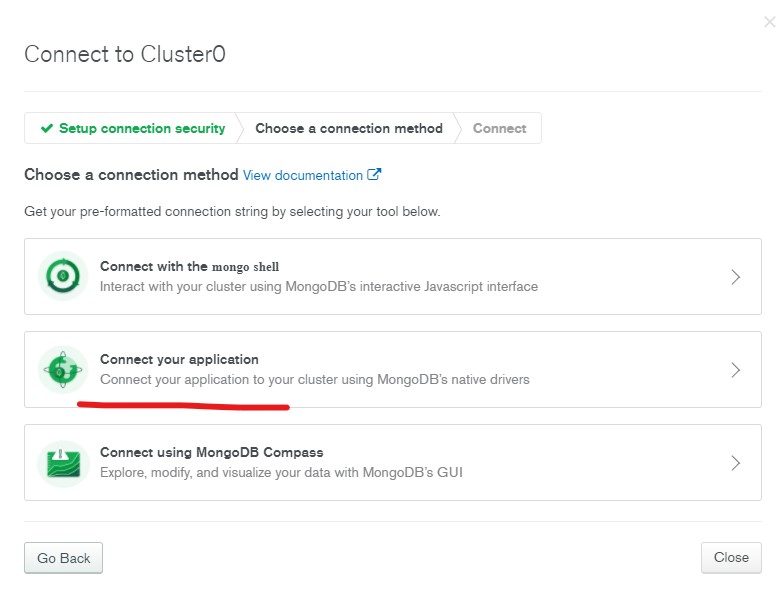 Connect to Cluster0
Setup connection security Choose a connection method Connect
Choose a connection method View documentation
Get your pre-formatted connection string by selecting your tool below.
Connect with the mongo shell
Interact with your cluster using MongoDB's interactive Javascript interface
Connect your application
Connect your application to your cluster using MongoDB's native drivers
Connect using MongoDB Compass
Explore, modify, and visualize your data with MongoDB's GUI
Go Back Close